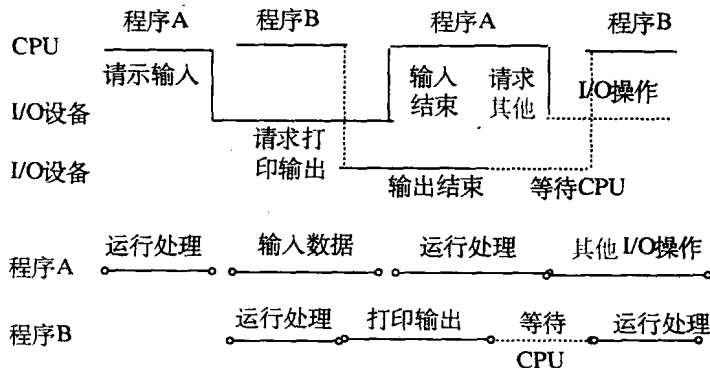 程序A 程序B 程序A 程序B
CPU
请示输入 输入 请求
I/O操作
结束 其他
I/O设备
请求打
I/O设备 印输出
输出结束 等待CPU
运行处理 输入数据 运行处理 其他 I/O操作
程序A
运行处理 打印输出 等待 运行处理
程序B
CPU